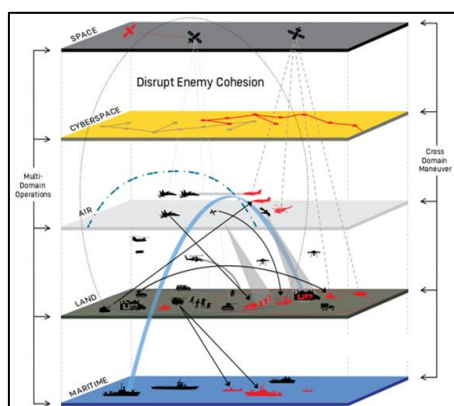 SPACE
Disrupt Enemy Cohesion
CYBERSPACE
Multi-
Domain
Operations
Cross
Domain
Maneuver
AIR
LAND
MARITIME